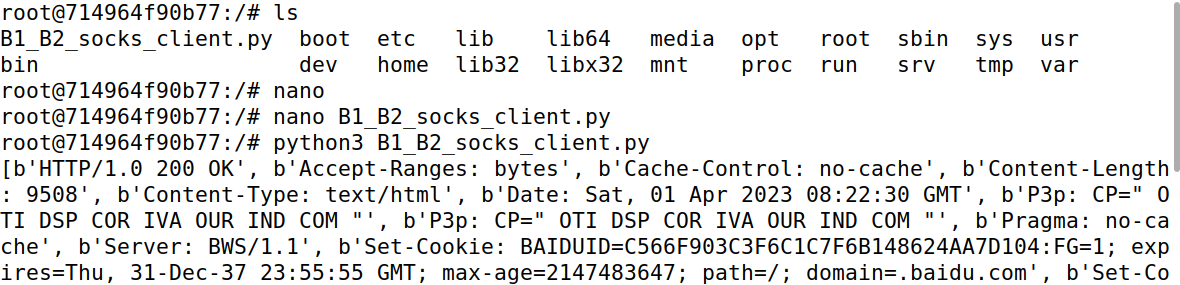 root@714964f90b77:/# ls
B1_B2_socks_client.py  boot  etc   lib    lib64   media  opt   root  sbin  sys  usr
bin                    dev   home  lib32  libx32  mnt    proc  run   srv   tmp  var
root@714964f90b77:/# nano
root@714964f90b77:/# nano B1_B2_socks_client.py
root@714964f90b77:/# python3 B1_B2_socks_client.py
[b'HTTP/1.0 200 OK', b'Accept-Ranges: bytes', b'Cache-Control: no-cache', b'Content-Length
: 9508', b'Content-Type: text/html', b'Date: Sat, 01 Apr 2023 08:22:30 GMT', b'P3p: CP=" O
TI DSP COR IVA OUR IND COM "', b'P3p: CP=" OTI DSP COR IVA OUR IND COM "', b'Pragma: no-ca
che', b'Server: BWS/1.1', b'Set-Cookie: BAIDUID=C566F903C3F6C1C7F6B148624AA7D104:FG=1; exp
ires=Thu, 31-Dec-37 23:55:55 GMT; max-age=2147483647; path=/; domain=.baidu.com', b'Set-Co